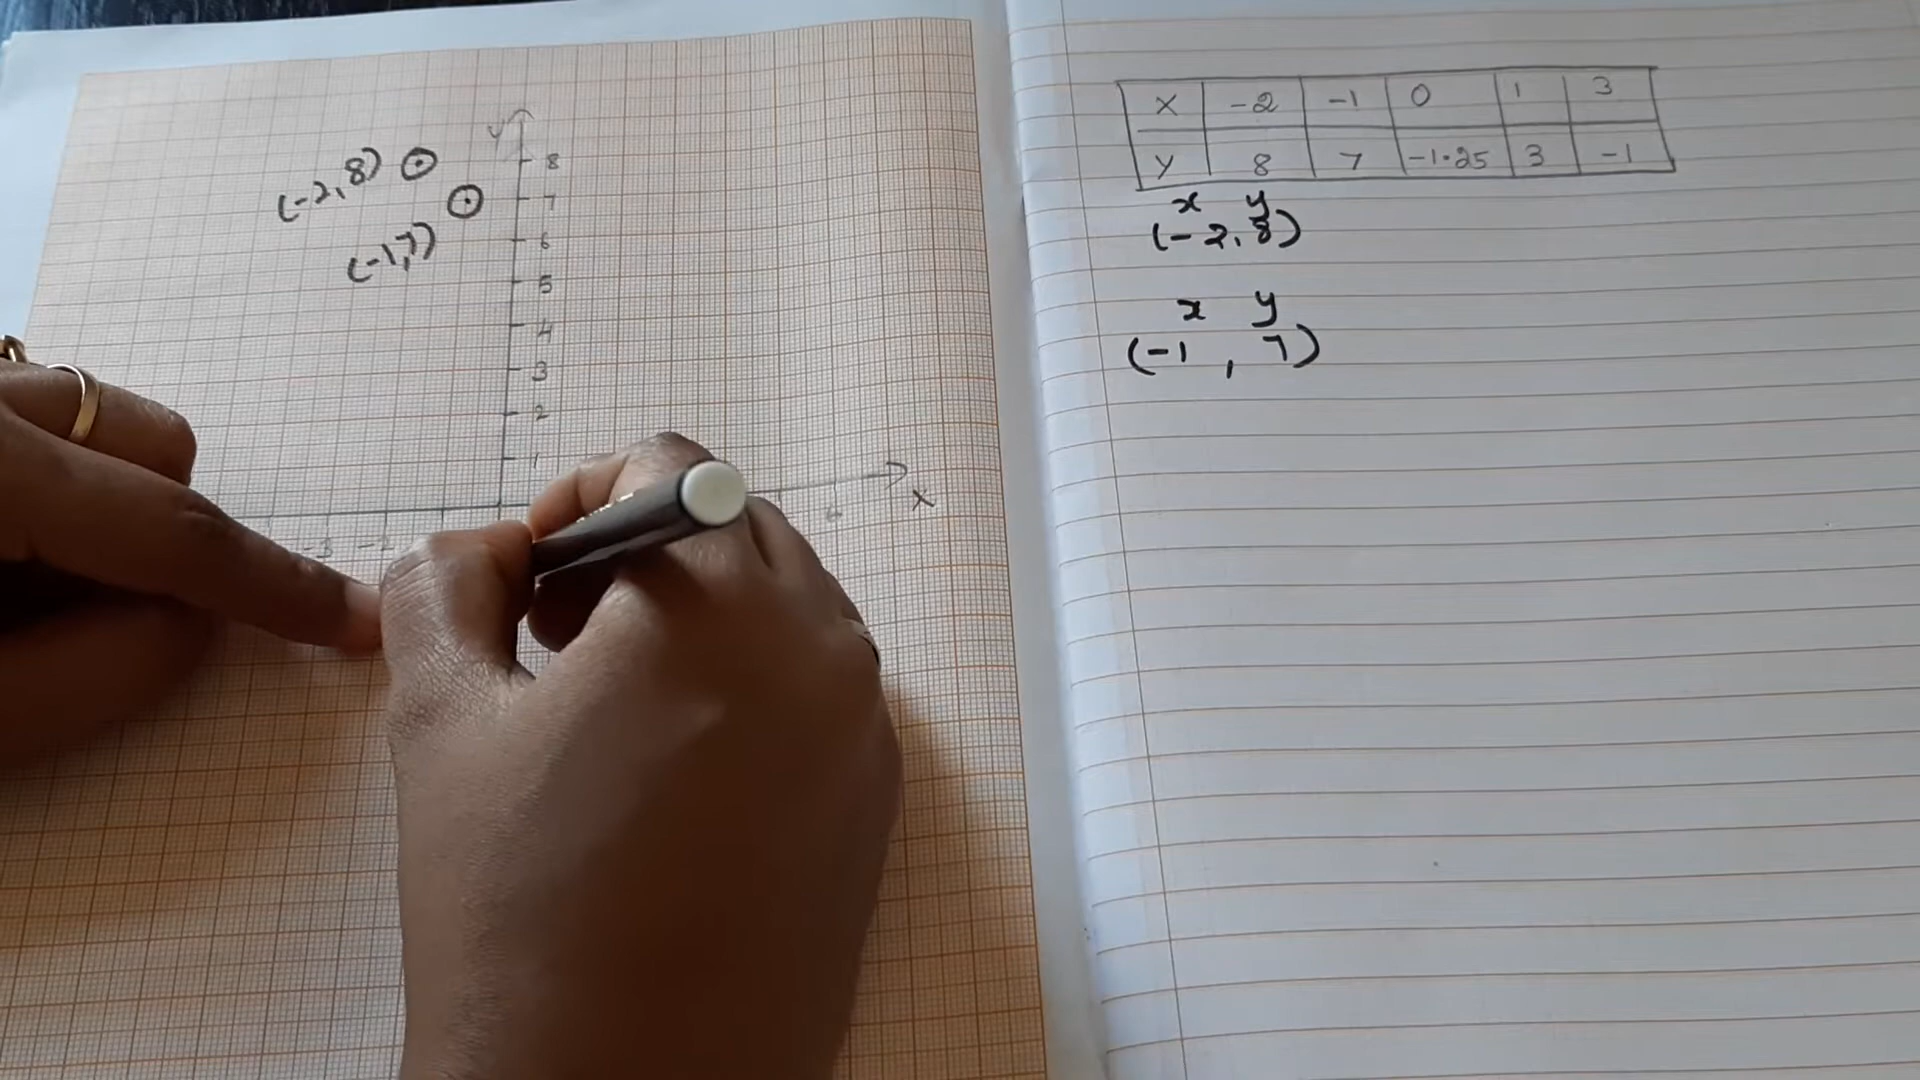 y
8
(-2, 8)
7
(-1,7)
6
5
4
3
2
1
-3 -2
6
X
X -2 -1 0 1 3
Y 8 7 -1.25 3 -1
x y
(-2, 8)
x y
(-1 , 7)